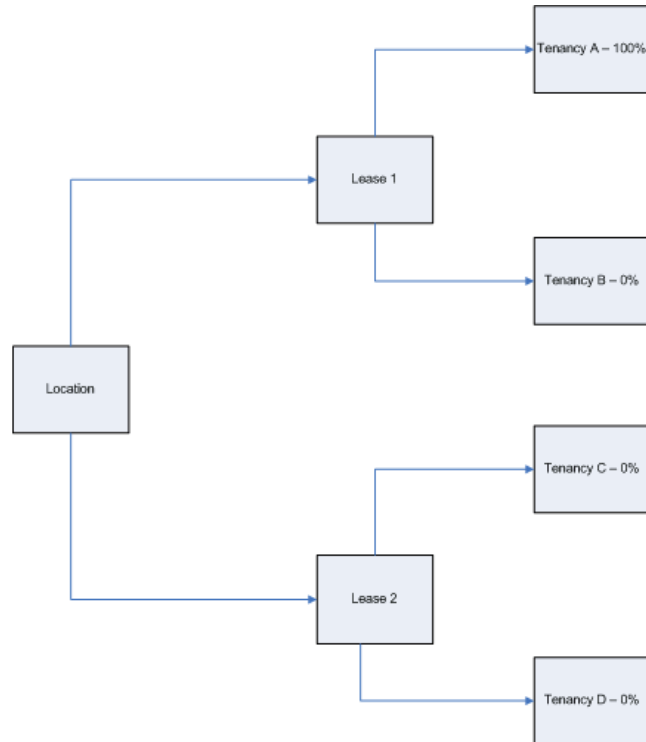 Tenancy A – 100%
Lease 1
Tenancy B – 0%
Location
Tenancy C – 0%
Lease 2
Tenancy D – 0%